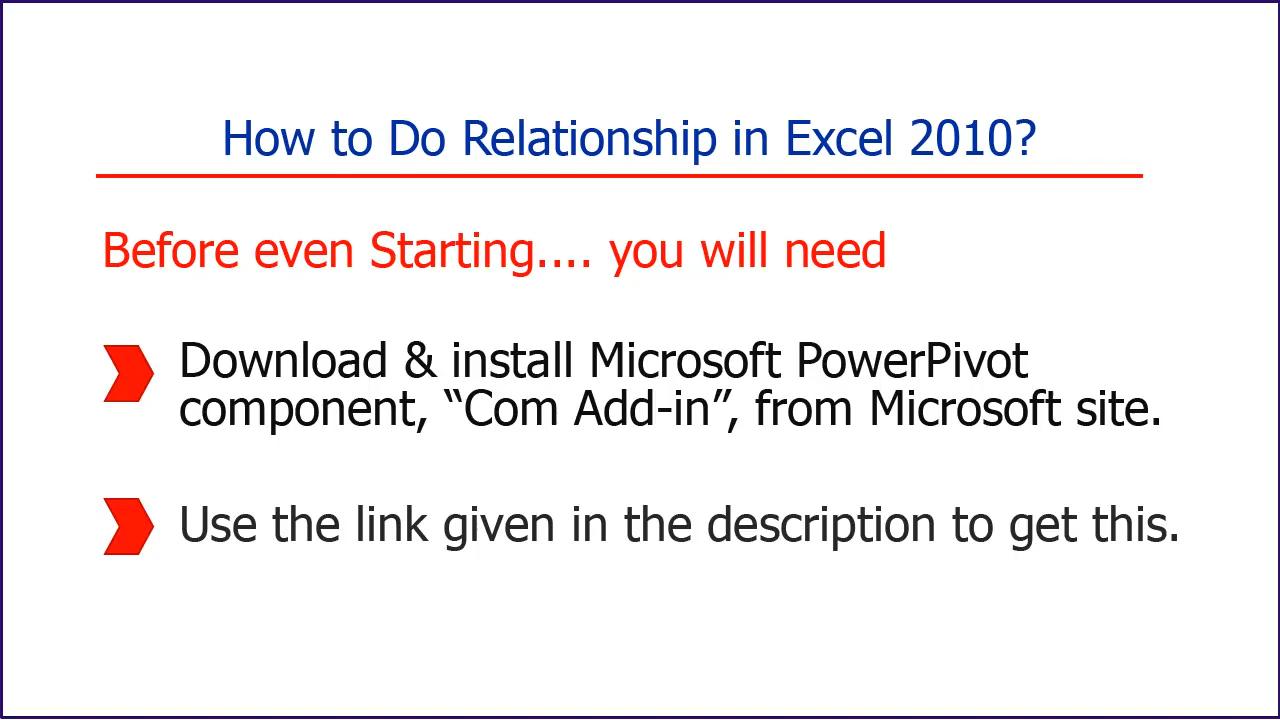 How to Do Relationship in Excel 2010?
Before even Starting.... you will need
Download & install Microsoft PowerPivot
component, “Com Add-in”, from Microsoft site.
Use the link given in the description to get this.